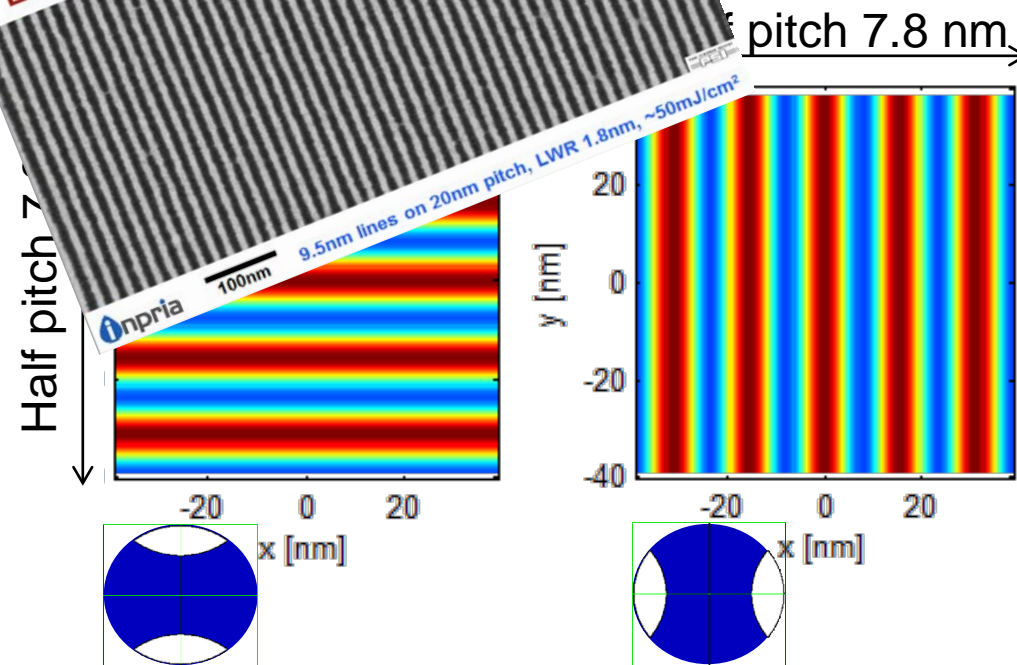 pitch 7.8 nm
9.5nm lines on 20nm pitch, LWR 1.8nm, ~50mJ/cm²
100nm
inpria
Half pitch
y [nm]
20
0
-20
-40
-20 0 20
x [nm]
-20 0 20
x [nm]